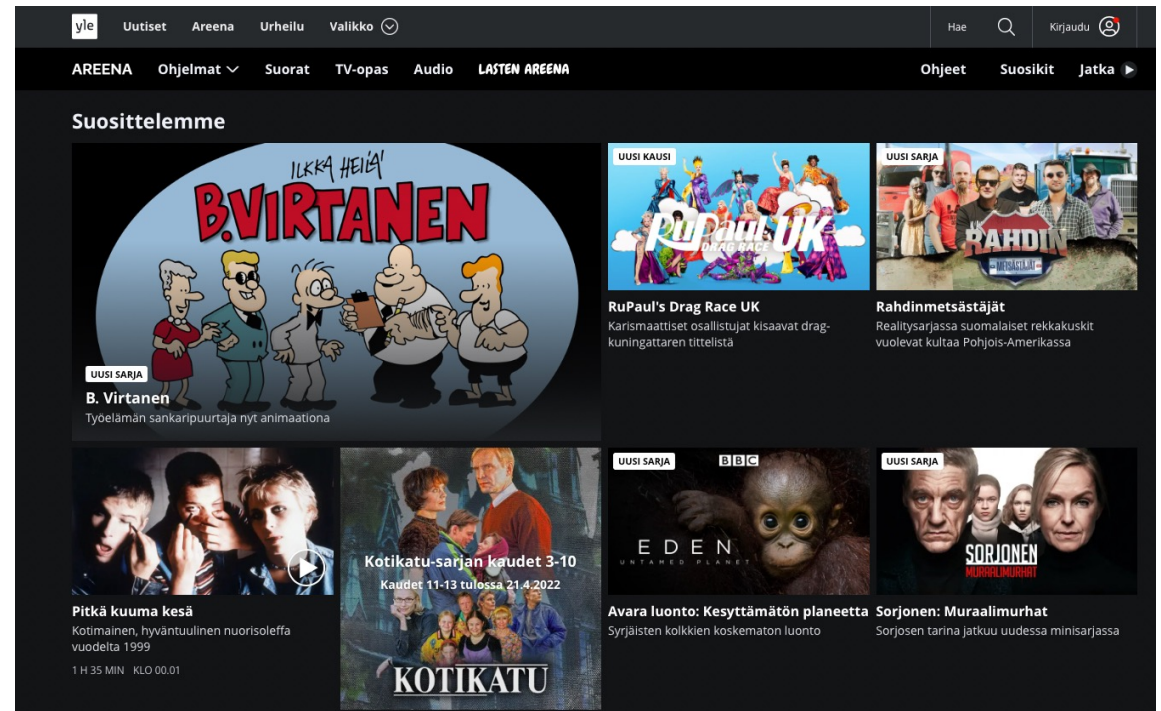 yle Uutiset Areena Urheilu Valikko Hae Kirjaudu
AREENA Ohjelmat Suorat TV-opas Audio LASTEN AREENA Ohjeet Suosikit Jatka
Suosittelemme
ILKKA HEILÄ
B.VIRTANEN
UUSI SARJA
B. Virtanen
Työelämän sankaripuurtaja nyt animaationa
UUSI KAUSI
RuPaul
DRAG RACE
UK
RuPaul's Drag Race UK
Karismaattiset osallistujat kisaavat drag-
kuningattaren tittelistä
UUSI SARJA
RAHDIN
METSÄSTÄJÄT
Rahdinmetsästäjät
Realitysarjassa suomalaiset rekkakuskit
vuolevat kultaa Pohjois-Amerikassa
Pitkä kuuma kesä
Kotimainen, hyväntuulinen nuorisoleffa
vuodelta 1999
1 H 35 MIN KLO 00.01
Kotikatu-sarjan kaudet 3-10
Kaudet 11-13 tulossa 21.4.2022
KOTIKATU
UUSI SARJA
BBC
EDEN
UNTAMED PLANET
Avara luonto: Kesyttämätön planeetta
Syrjäisten kolkkien koskematon luonto
UUSI SARJA
SORJONEN
MURAALIMURHAT
Sorjonen: Muraalimurhat
Sorjosen tarina jatkuu uudessa minisarjassa